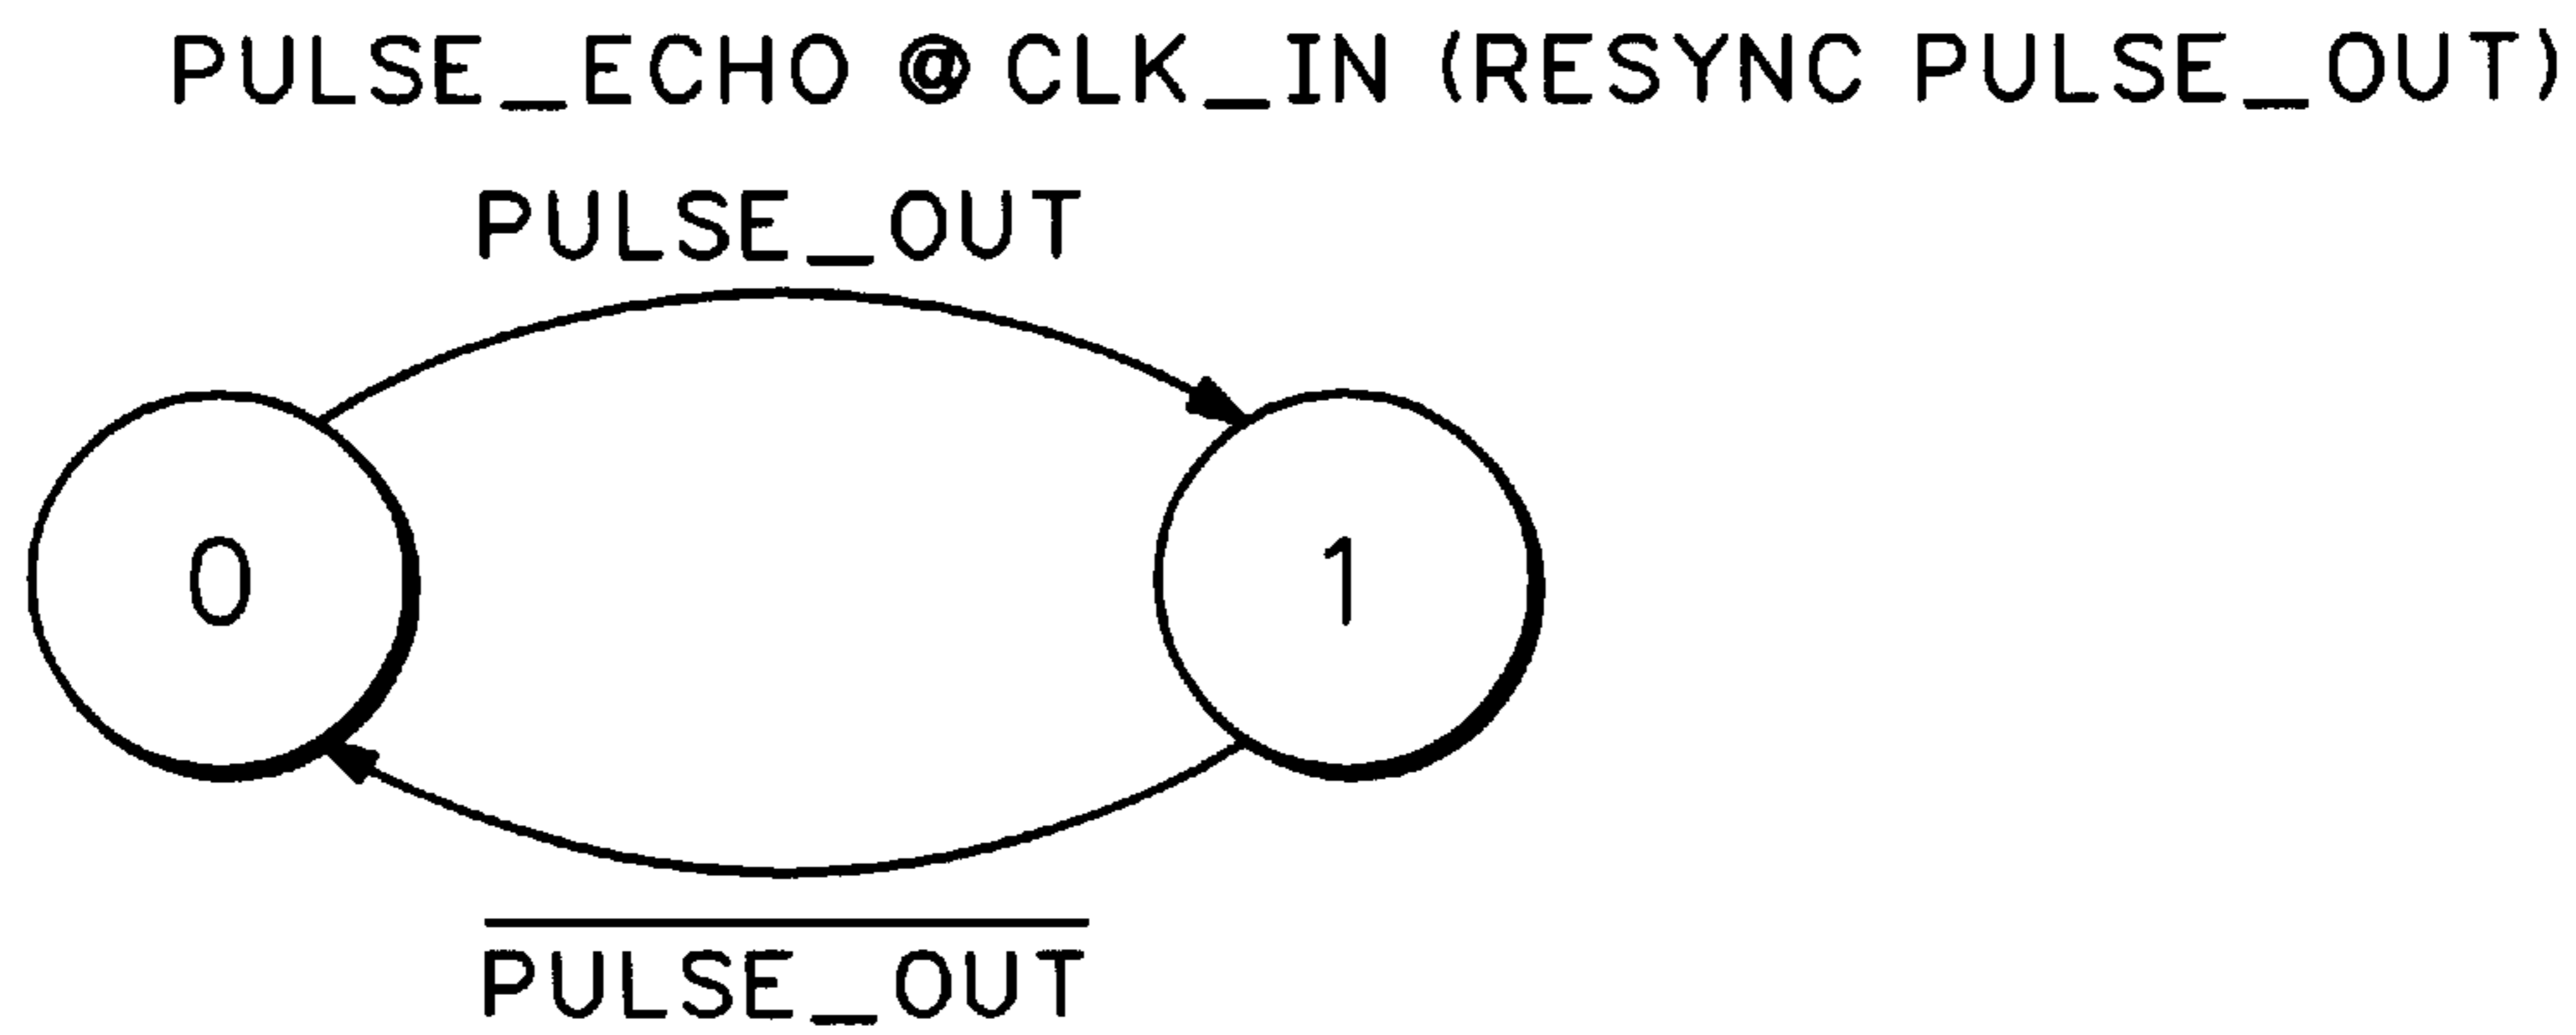 PULSE_ECHO @ CLK_IN (RESYNC PULSE_OUT)
PULSE_OUT
0
1
PULSE_OUT